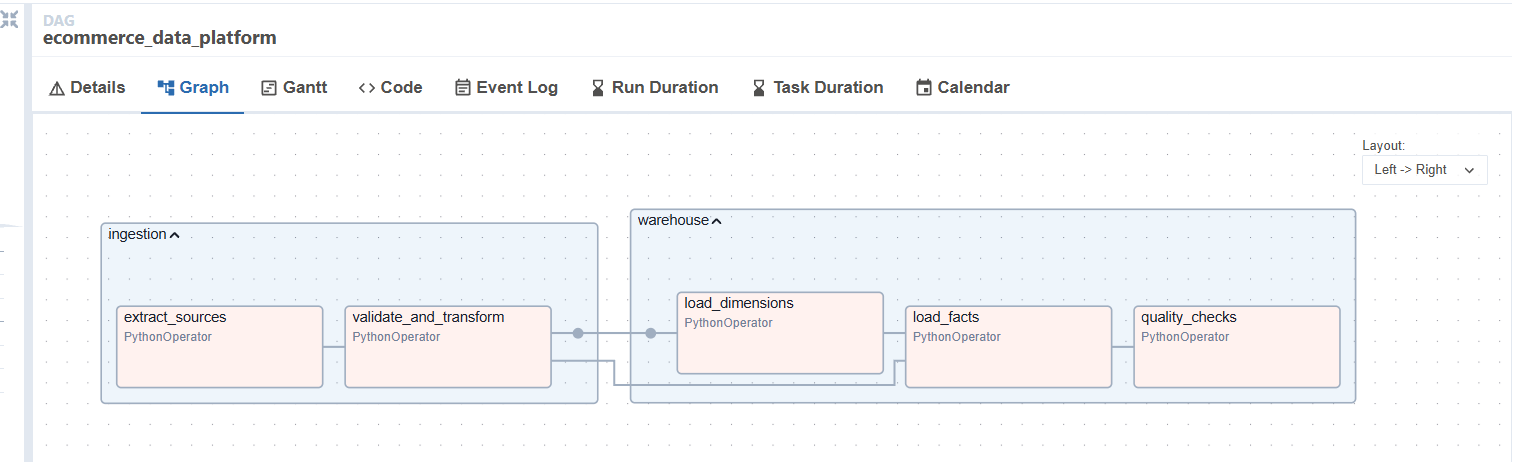 DAG
ecommerce_data_platform
Details Graph Gantt Code Event Log Run Duration Task Duration Calendar
Layout:
Left -> Right
ingestion
warehouse
extract_sources
PythonOperator
validate_and_transform
PythonOperator
load_dimensions
PythonOperator
load_facts
PythonOperator
quality_checks
PythonOperator